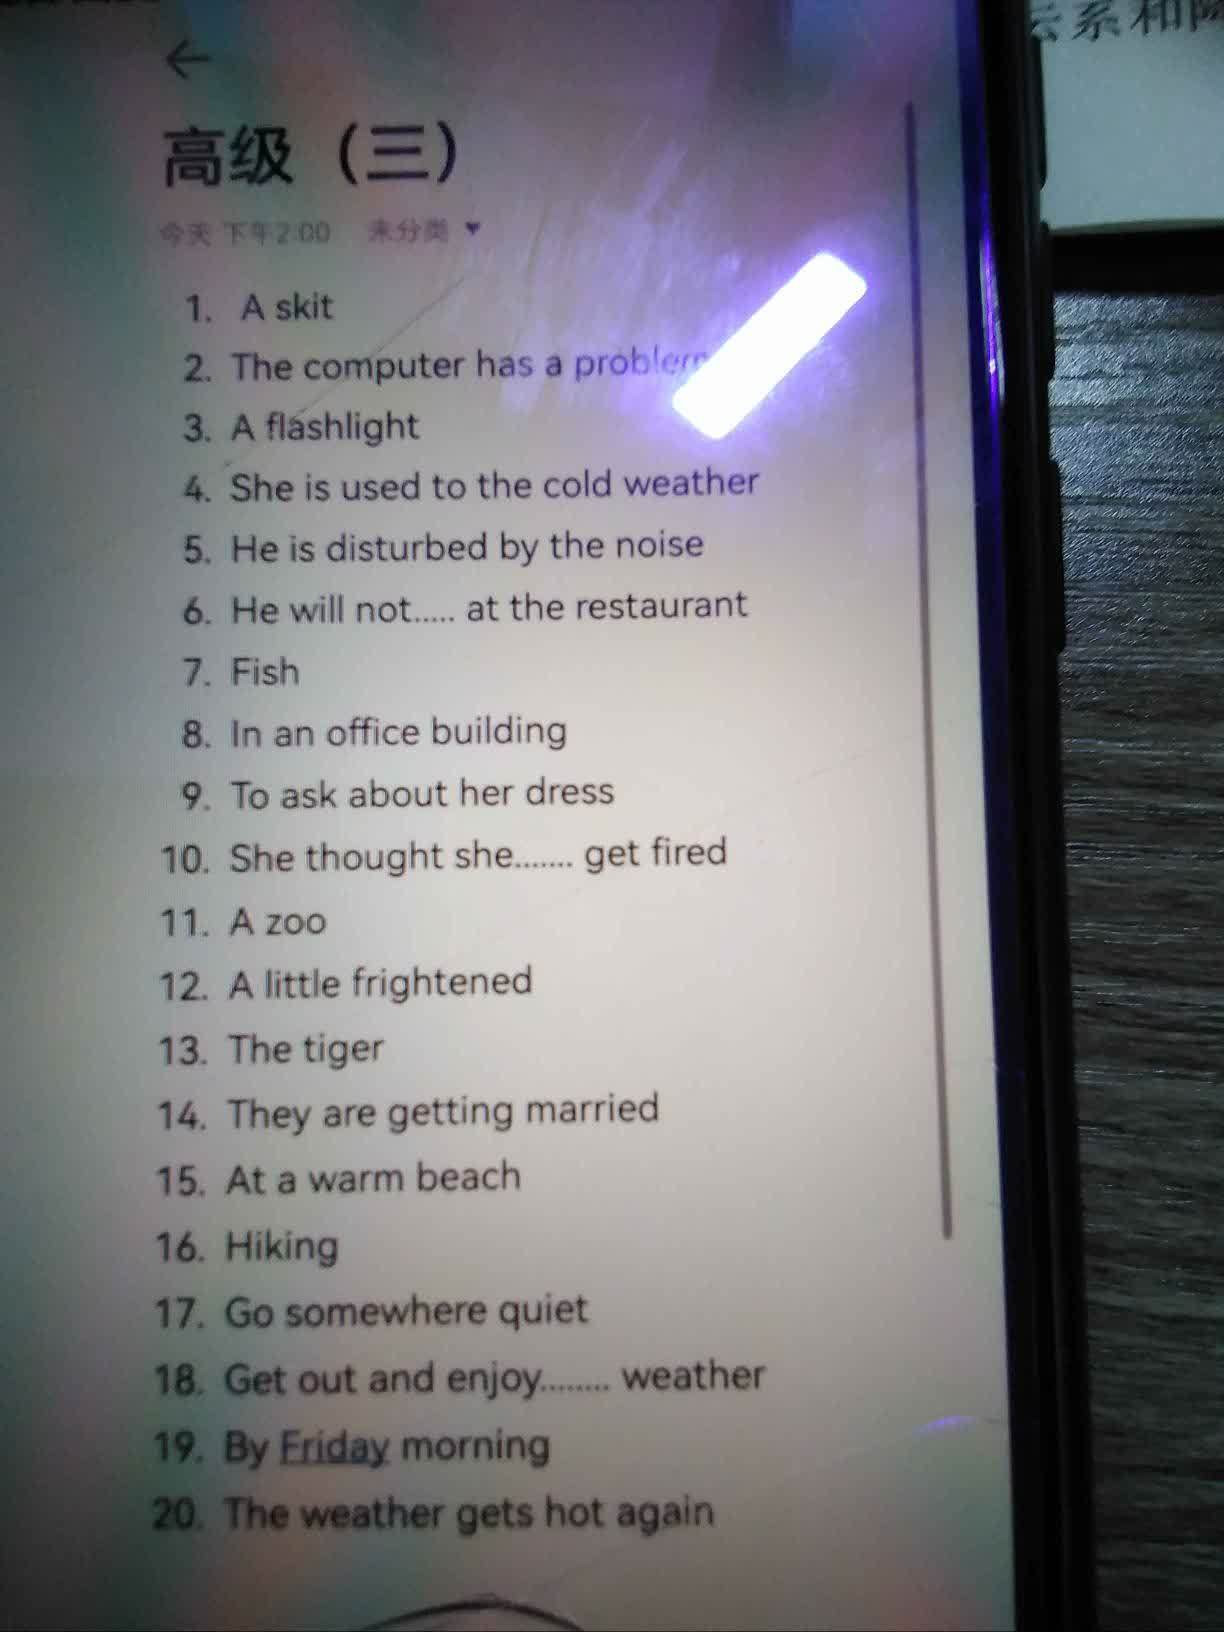 坛系和
←
高级（三）
今天 下午2:00 未分类 ▼
1. A skit
2. The computer has a problem
3. A flashlight
4. She is used to the cold weather
5. He is disturbed by the noise
6. He will not..... at the restaurant
7. Fish
8. In an office building
9. To ask about her dress
10. She thought she....... get fired
11. A zoo
12. A little frightened
13. The tiger
14. They are getting married
15. At a warm beach
16. Hiking
17. Go somewhere quiet
18. Get out and enjoy........ weather
19. By Friday morning
20. The weather gets hot again